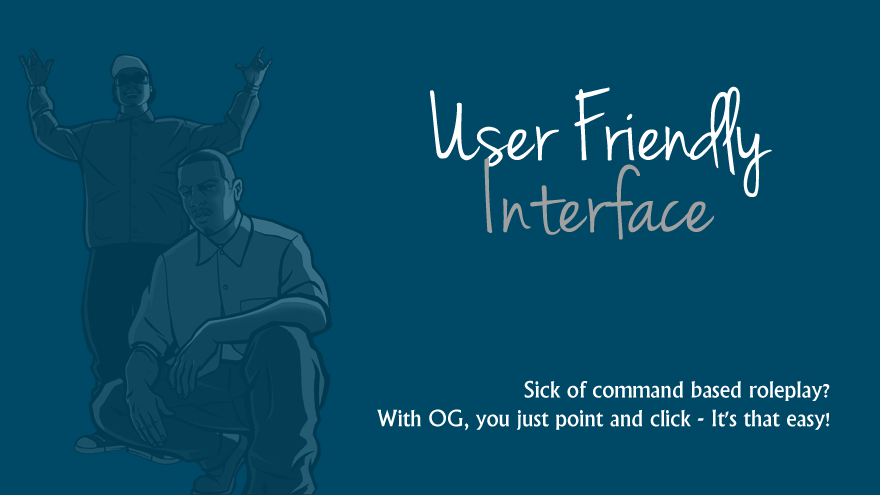 User Friendly
Interface
Sick of command based roleplay?
With OG, you just point and click - It's that easy!